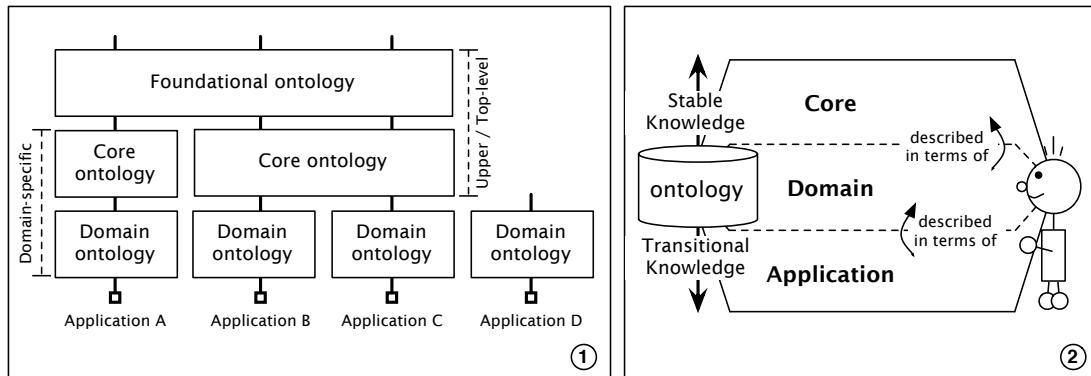 Foundational ontology
Upper / Top-level
Domain-specific
Core
ontology
Core ontology
Domain
ontology
Domain
ontology
Domain
ontology
Domain
ontology
Application A
Application B
Application C
Application D
1
Stable
Knowledge
Core
described
in terms of
ontology
Domain
described
in terms of
Transitional
Knowledge
Application
2